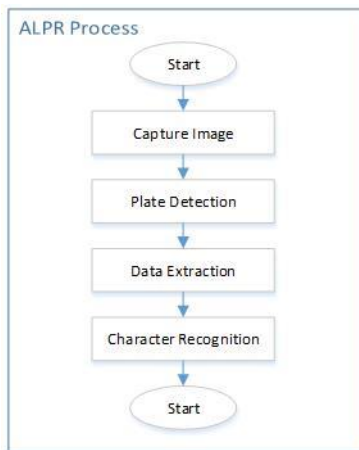 ALPR Process
Start
Capture Image
Plate Detection
Data Extraction
Character Recognition
Start